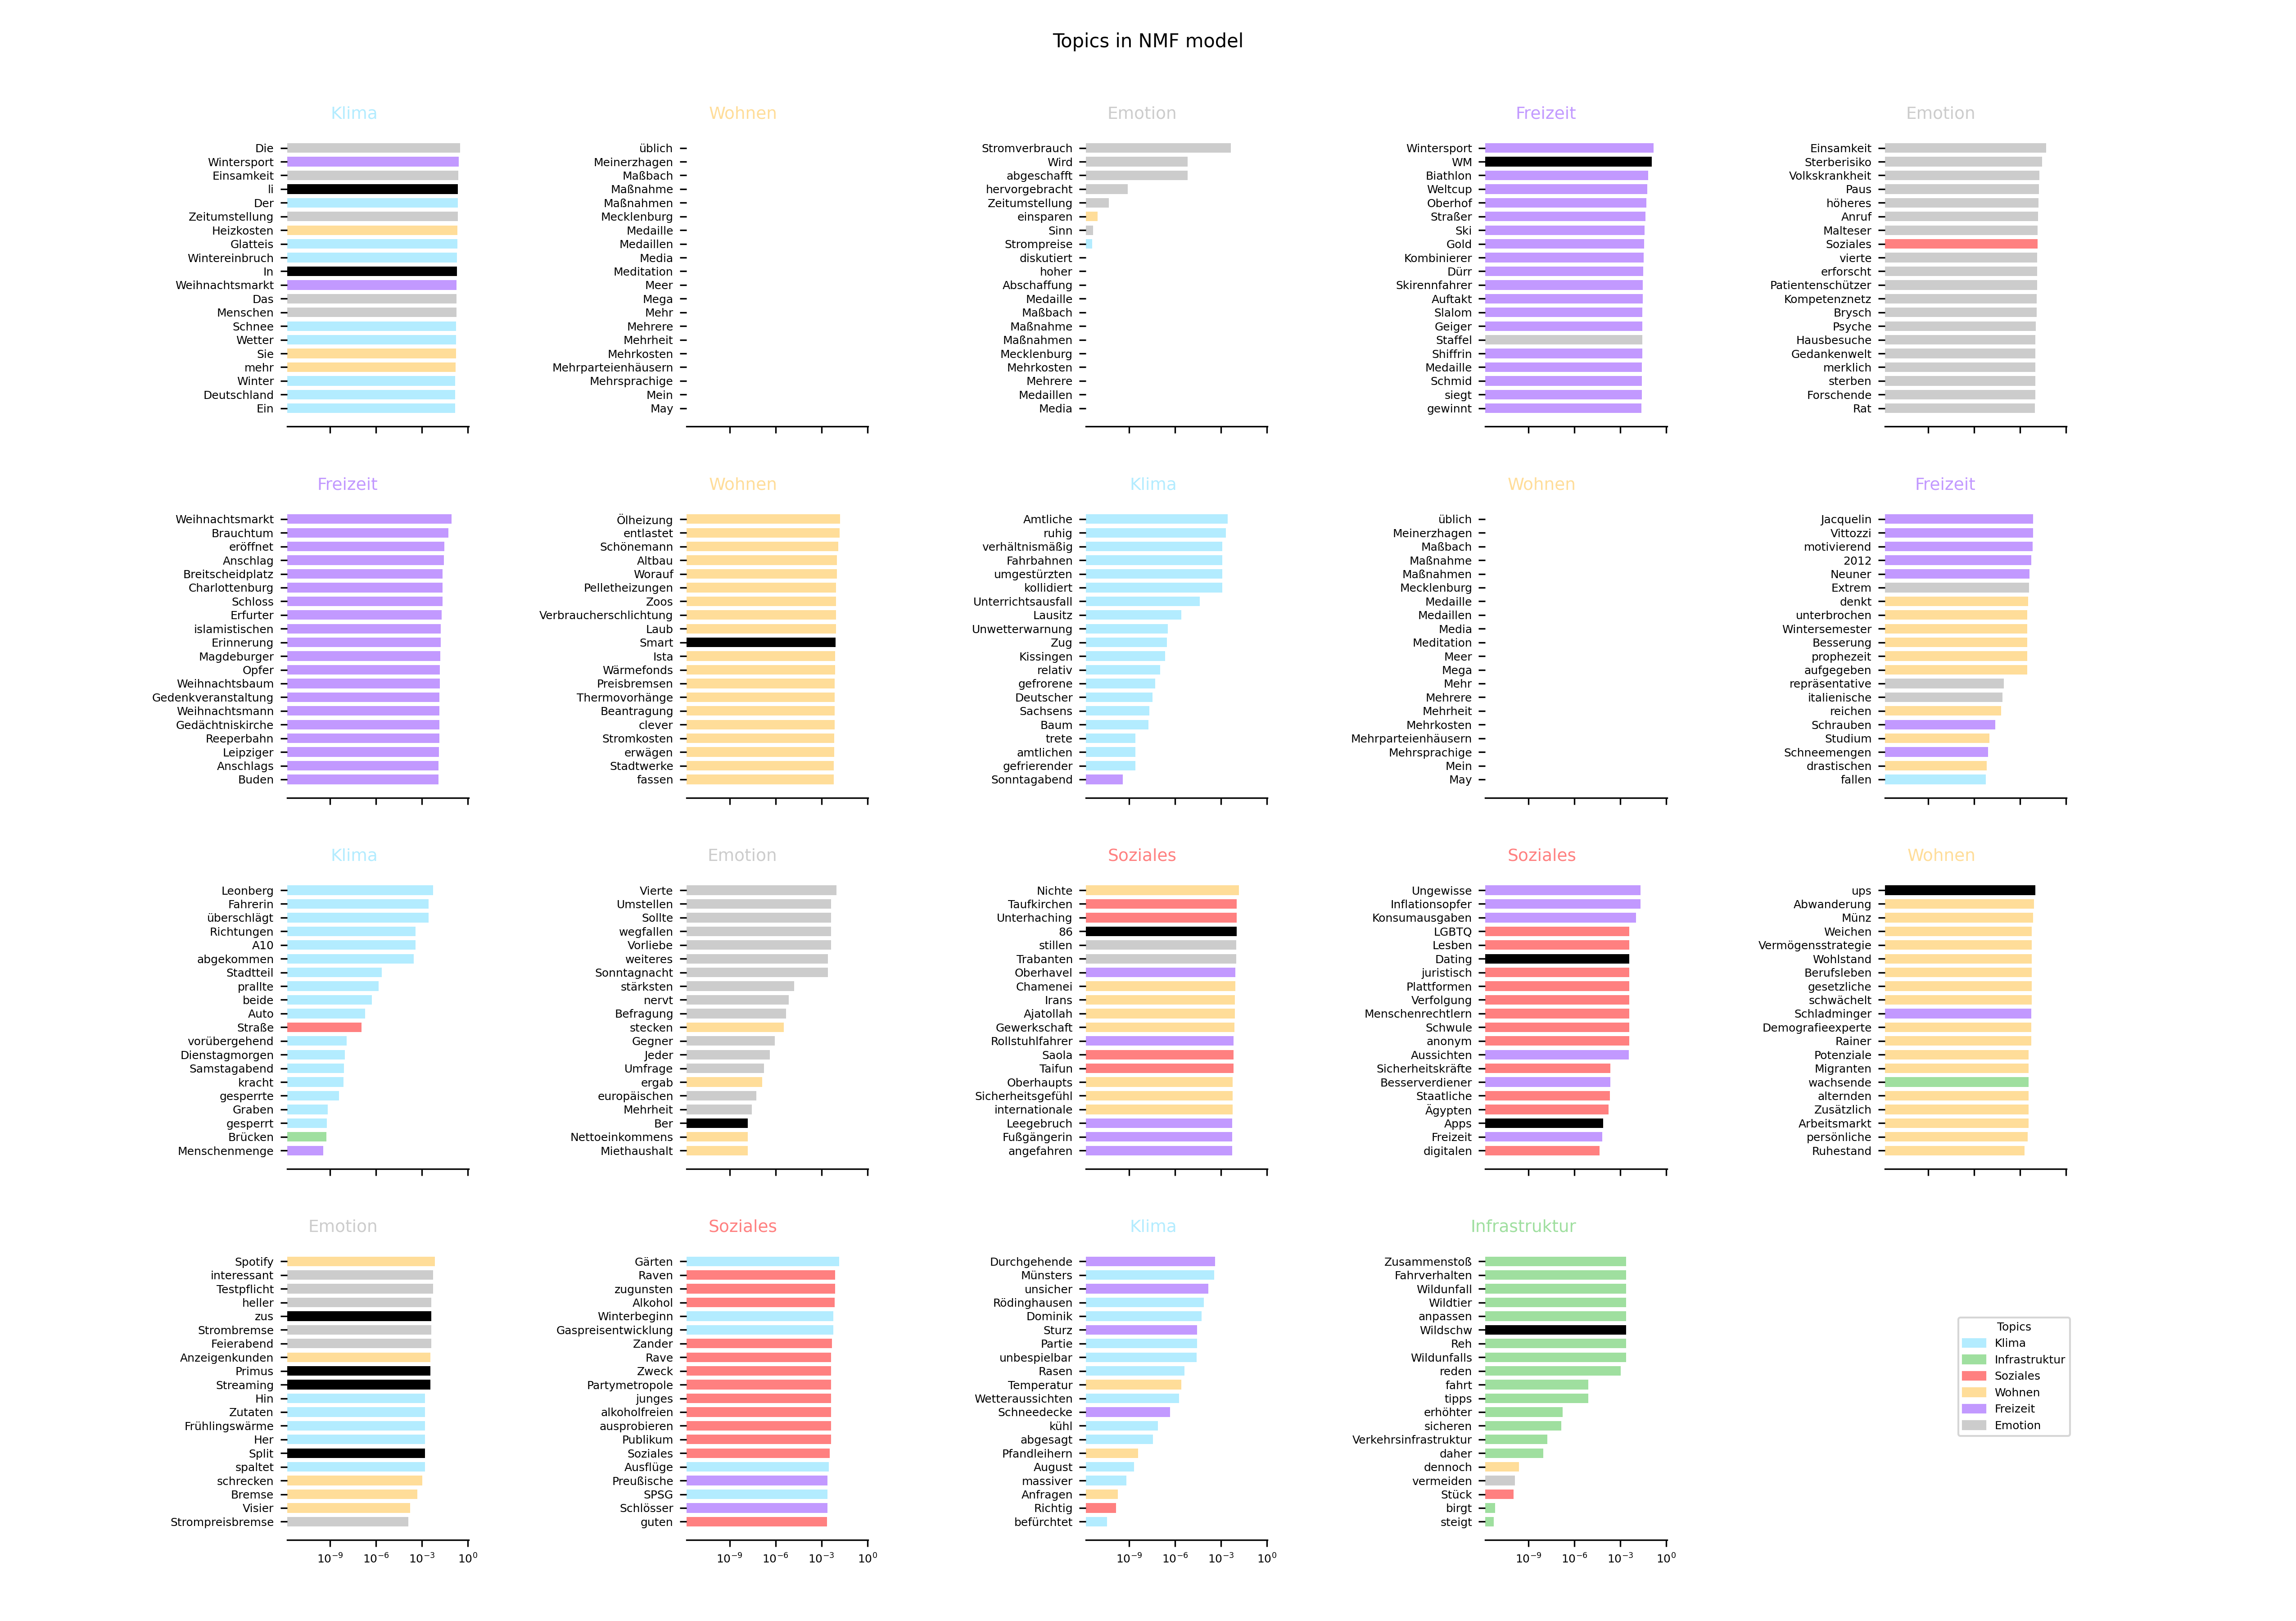 Topics in NMF model
Klima
Die
Wintersport
Einsamkeit
li
Der
Zeitumstellung
Heizkosten
Glatteis
Wintereinbruch
In
Weihnachtsmarkt
Das
Menschen
Schnee
Wetter
Sie
mehr
Winter
Deutschland
Ein
Wohnen
üblich
Meinerzhagen
Maßbach
Maßnahme
Maßnahmen
Mecklenburg
Medaille
Medaillen
Media
Meditation
Meer
Mega
Mehr
Mehrere
Mehrheit
Mehrkosten
Mehrparteienhäusern
Mehrsprachige
Mein
May
Emotion
Stromverbrauch
Wird
abgeschafft
hervorgebracht
Zeitumstellung
einsparen
Sinn
Strompreise
diskutiert
hoher
Abschaffung
Medaille
Maßbach
Maßnahme
Maßnahmen
Mecklenburg
Mehrkosten
Mehrere
Medaillen
Media
Freizeit
Wintersport
WM
Biathlon
Weltcup
Oberhof
Straßer
Ski
Gold
Kombinierer
Dürr
Skirennfahrer
Auftakt
Slalom
Geiger
Staffel
Shiffrin
Medaille
Schmid
siegt
gewinnt
Emotion
Einsamkeit
Sterberisiko
Volkskrankheit
Paus
höheres
Anruf
Malteser
Soziales
vierte
erforscht
Patientenschützer
Kompetenznetz
Brysch
Psyche
Hausbesuche
Gedankenwelt
merklich
sterben
Forschende
Rat
Freizeit
Weihnachtsmarkt
Brauchtum
eröffnet
Anschlag
Breitscheidplatz
Charlottenburg
Schloss
Erfurter
islamistischen
Erinnerung
Magdeburger
Opfer
Weihnachtsbaum
Gedenkveranstaltung
Weihnachtsmann
Gedächtniskirche
Reeperbahn
Leipziger
Anschlags
Buden
Wohnen
Ölheizung
entlastet
Schönemann
Altbau
Worauf
Pelletheizungen
Zoos
Verbraucherschlichtung
Laub
Smart
Ista
Wärmefonds
Preisbremsen
Thermovorhänge
Beantragung
clever
Stromkosten
erwägen
Stadtwerke
fassen
Klima
Amtliche
ruhig
verhältnismäßig
Fahrbahnen
umgestürzten
kollidiert
Unterrichtsausfall
Lausitz
Unwetterwarnung
Zug
Kissingen
relativ
gefrorene
Deutscher
Sachsens
Baum
trete
amtlichen
gefrierender
Sonntagabend
Wohnen
üblich
Meinerzhagen
Maßbach
Maßnahme
Maßnahmen
Mecklenburg
Medaille
Medaillen
Media
Meditation
Meer
Mega
Mehr
Mehrere
Mehrheit
Mehrkosten
Mehrparteienhäusern
Mehrsprachige
Mein
May
Freizeit
Jacquelin
Vittozzi
motivierend
2012
Neuner
Extrem
denkt
unterbrochen
Wintersemester
Besserung
prophezeit
aufgegeben
repräsentative
italienische
reichen
Schrauben
Studium
Schneemengen
drastischen
fallen
Klima
Leonberg
Fahrerin
überschlägt
Richtungen
A10
abgekommen
Stadtteil
prallte
beide
Auto
Straße
vorübergehend
Dienstagmorgen
Samstagabend
kracht
gesperrte
Graben
gesperrt
Brücken
Menschenmenge
Emotion
Vierte
Umstellen
Sollte
wegfallen
Vorliebe
weiteres
Sonntagnacht
stärksten
nervt
Befragung
stecken
Gegner
Jeder
Umfrage
ergab
europäischen
Mehrheit
Ber
Nettoeinkommens
Miethaushalt
Soziales
Nichte
Taufkirchen
Unterhaching
86
stillen
Trabanten
Oberhavel
Chamenei
Irans
Ajatollah
Gewerkschaft
Rollstuhlfahrer
Saola
Taifun
Oberhaupts
Sicherheitsgefühl
internationale
Leegebruch
Fußgängerin
angefahren
Soziales
Ungewisse
Inflationsopfer
Konsumausgaben
LGBTQ
Lesben
Dating
juristisch
Plattformen
Verfolgung
Menschenrechtlern
Schwule
anonym
Aussichten
Sicherheitskräfte
Besserverdiener
Staatliche
Ägypten
Apps
Freizeit
digitalen
Wohnen
ups
Abwanderung
Münz
Weichen
Vermögensstrategie
Wohlstand
Berufsleben
gesetzliche
schwächelt
Schladminger
Demografieexperte
Rainer
Potenziale
Migranten
wachsende
alternden
Zusätzlich
Arbeitsmarkt
persönliche
Ruhestand
Emotion
Spotify
interessant
Testpflicht
heller
zus
Strombremse
Feierabend
Anzeigenkunden
Primus
Streaming
Hin
Zutaten
Frühlingswärme
Her
Split
spaltet
schrecken
Bremse
Visier
Strompreisbremse
10⁻⁹ 10⁻⁶ 10⁻³ 10⁰
Soziales
Gärten
Raven
zugunsten
Alkohol
Winterbeginn
Gaspreisentwicklung
Zander
Rave
Zweck
Partymetropole
junges
alkoholfreien
ausprobieren
Publikum
Soziales
Ausflüge
Preußische
SPSG
Schlösser
guten
10⁻⁹ 10⁻⁶ 10⁻³ 10⁰
Klima
Durchgehende
Münsters
unsicher
Rödinghausen
Dominik
Sturz
Partie
unbespielbar
Rasen
Temperatur
Wetteraussichten
Schneedecke
kühl
abgesagt
Pfandleihern
August
massiver
Anfragen
Richtig
befürchtet
10⁻⁹ 10⁻⁶ 10⁻³ 10⁰
Infrastruktur
Zusammenstoß
Fahrverhalten
Wildunfall
Wildtier
anpassen
Wildschw
Reh
Wildunfalls
reden
fahrt
tipps
erhöhter
sicheren
Verkehrsinfrastruktur
daher
dennoch
vermeiden
Stück
birgt
steigt
10⁻⁹ 10⁻⁶ 10⁻³ 10⁰
Topics
Klima
Infrastruktur
Soziales
Wohnen
Freizeit
Emotion